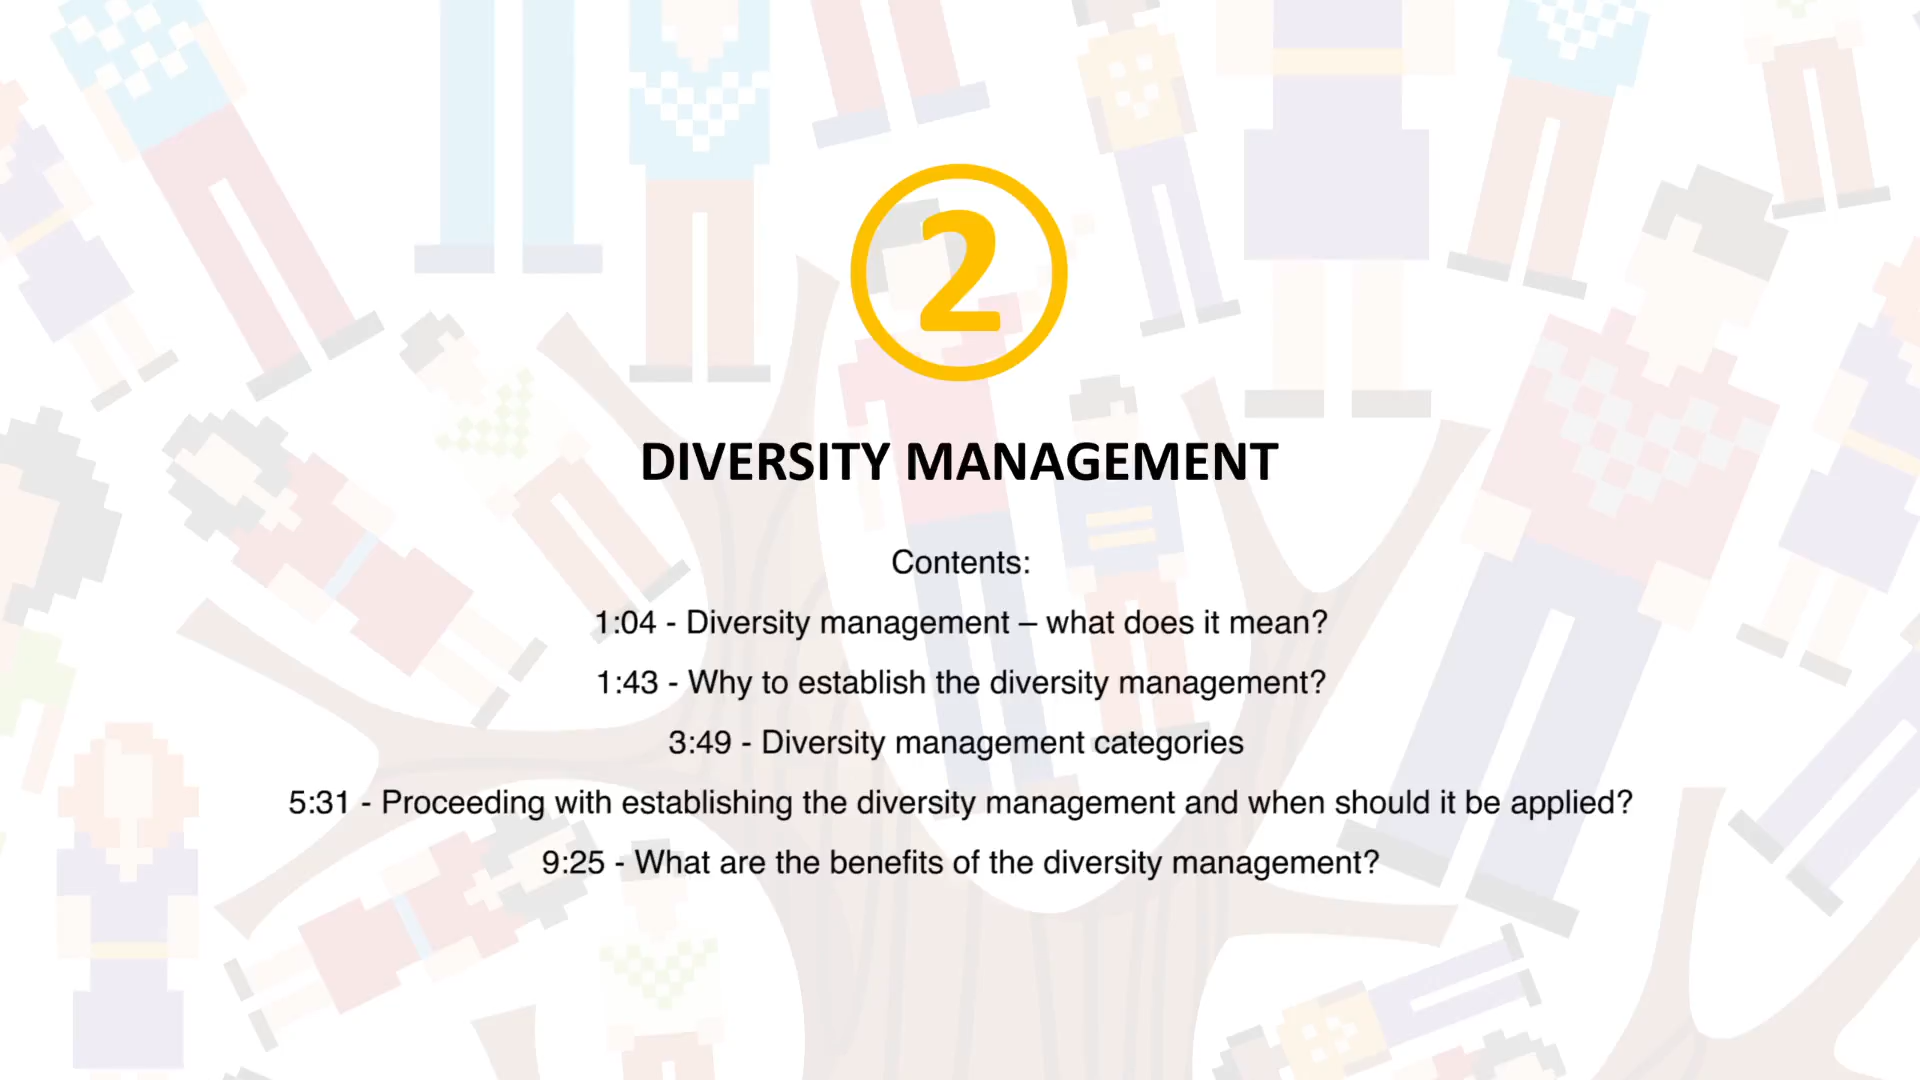 2
DIVERSITY MANAGEMENT
Contents:
1:04 - Diversity management – what does it mean?
1:43 - Why to establish the diversity management?
3:49 - Diversity management categories
5:31 - Proceeding with establishing the diversity management and when should it be applied?
9:25 - What are the benefits of the diversity management?